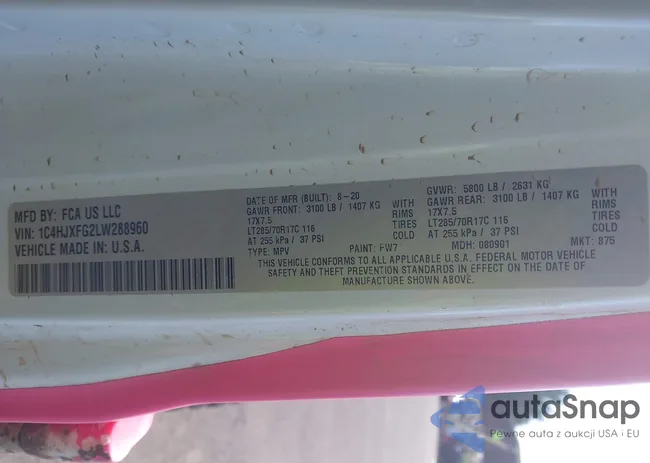 MFD BY: FCA US LLC
VIN: 1C4HJXFG2LW288960
VEHICLE MADE IN: U.S.A.
DATE OF MFR (BUILT): 8-20
GAWR FRONT: 3100 LB / 1407 KG WITH
17X7.5 RIMS
LT285/70R17C 116 TIRES
AT 255 kPa / 37 PSI COLD
TYPE: MPV PAINT: FW7
GVWR: 5800 LB / 2631 KG
GAWR REAR: 3100 LB / 1407 KG WITH
17X7.5 RIMS
LT285/70R17C 116 TIRES
AT 255 kPa / 37 PSI COLD
MDH: 080901 MKT: 875
THIS VEHICLE CONFORMS TO ALL APPLICABLE U.S.A. FEDERAL MOTOR VEHICLE
SAFETY AND THEFT PREVENTION STANDARDS IN EFFECT ON THE DATE OF
MANUFACTURE SHOWN ABOVE.
autaSnap
Pewne auta z aukcji USA i EU